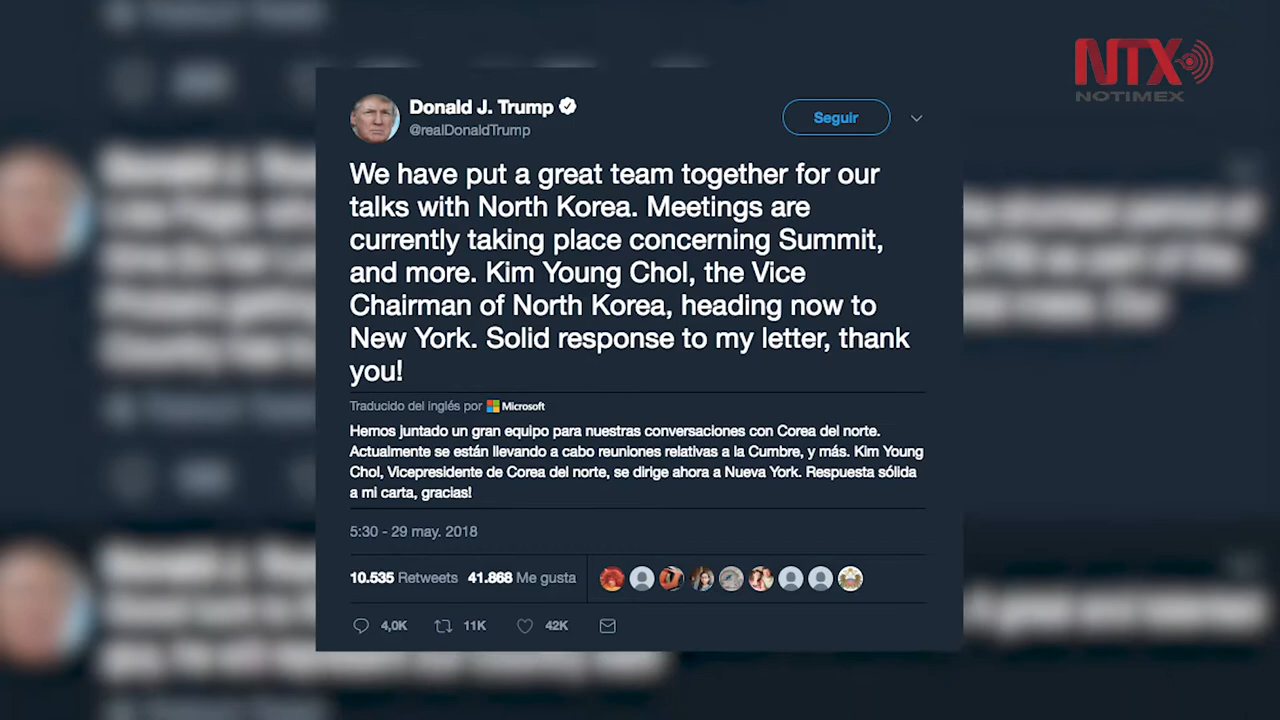 NTX
NOTIMEX
Donald J. Trump
@realDonaldTrump
Seguir
We have put a great team together for our
talks with North Korea. Meetings are
currently taking place concerning Summit,
and more. Kim Young Chol, the Vice
Chairman of North Korea, heading now to
New York. Solid response to my letter, thank
you!
Traducido del inglés por Microsoft
Hemos juntado un gran equipo para nuestras conversaciones con Corea del norte.
Actualmente se están llevando a cabo reuniones relativas a la Cumbre, y más. Kim Young
Chol, Vicepresidente de Corea del norte, se dirige ahora a Nueva York. Respuesta sólida
a mi carta, gracias!
5:30 - 29 may. 2018
10.535 Retweets 41.868 Me gusta
4,0K 11K 42K